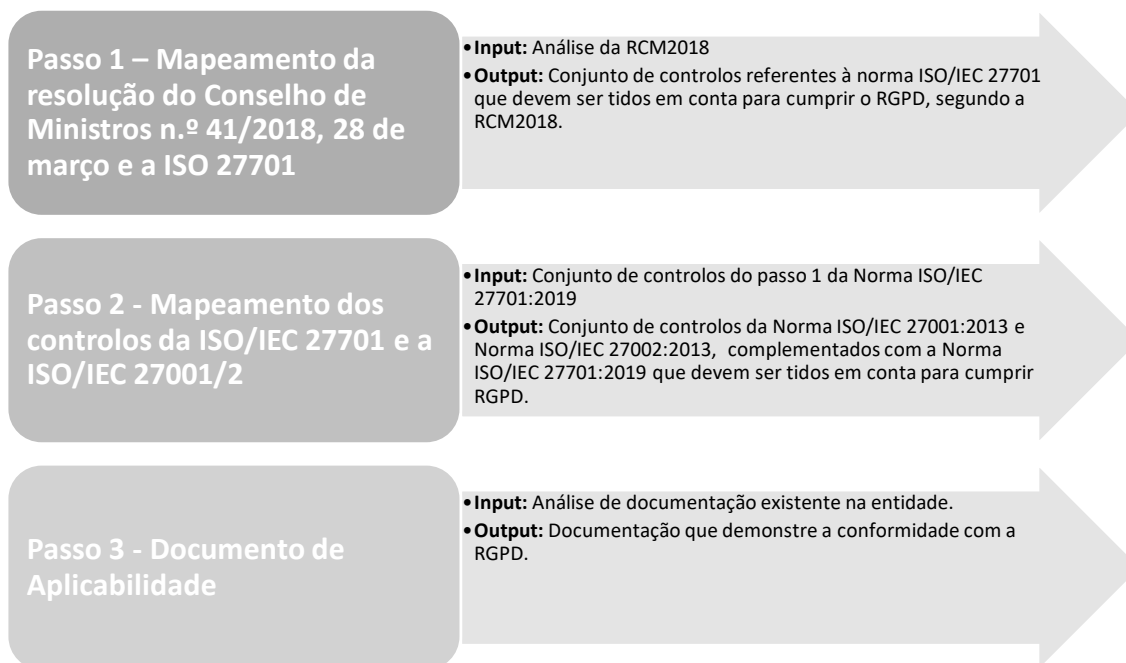 Passo 1 – Mapeamento da
resolução do Conselho de
Ministros n.º 41/2018, 28 de
março e a ISO 27701
•Input: Análise da RCM2018
•Output: Conjunto de controlos referentes à norma ISO/IEC 27701
que devem ser tidos em conta para cumprir o RGPD, segundo a
RCM2018.
Passo 2 - Mapeamento dos
controlos da ISO/IEC 27701 e a
ISO/IEC 27001/2
•Input: Conjunto de controlos do passo 1 da Norma ISO/IEC
27701:2019
•Output: Conjunto de controlos da Norma ISO/IEC 27001:2013 e
Norma ISO/IEC 27002:2013, complementados com a Norma
ISO/IEC 27701:2019 que devem ser tidos em conta para cumprir
RGPD.
Passo 3 - Documento de
Aplicabilidade
•Input: Análise de documentação existente na entidade.
•Output: Documentação que demonstre a conformidade com a
RGPD.